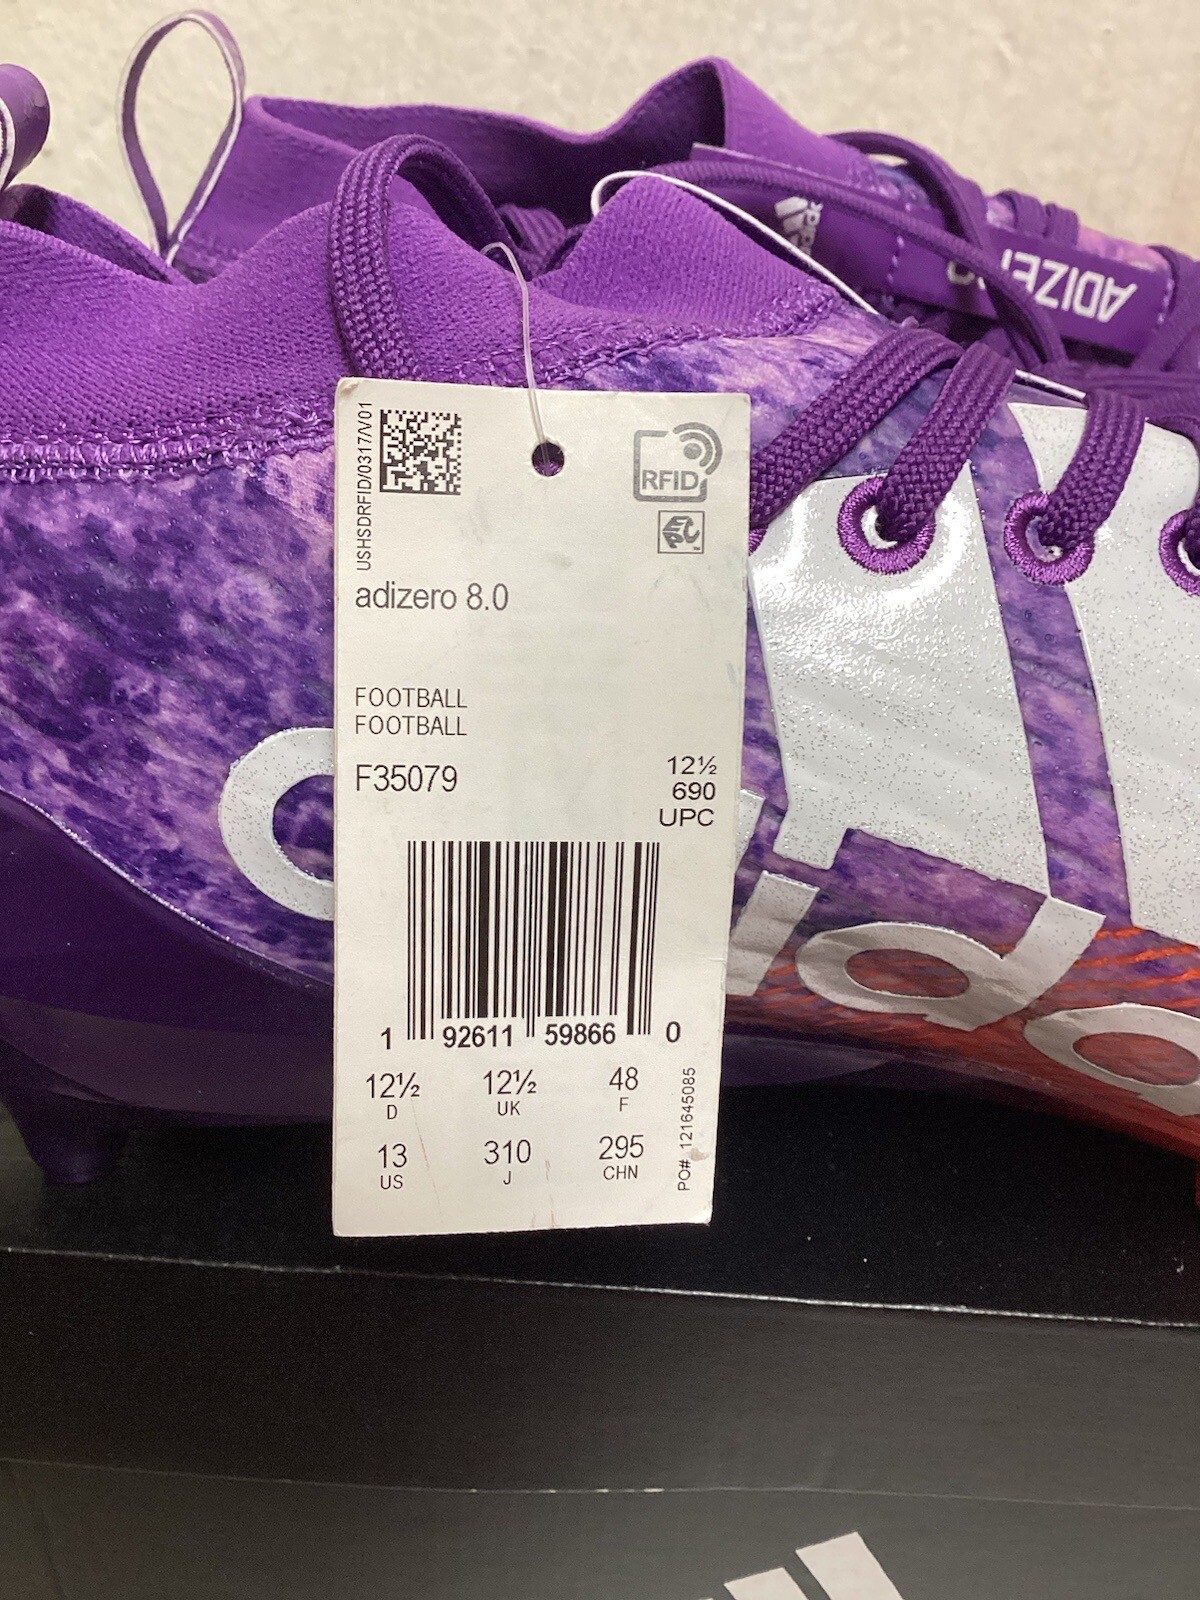 ADIZERO
USHSDRFID/0317/V01
RFID
adizero 8.0
FOOTBALL
FOOTBALL
F35079
12½
690
UPC
1 92611 59866 0
12½ 12½ 48
D UK F
13 310 295
US J CHN
PO# 121645085